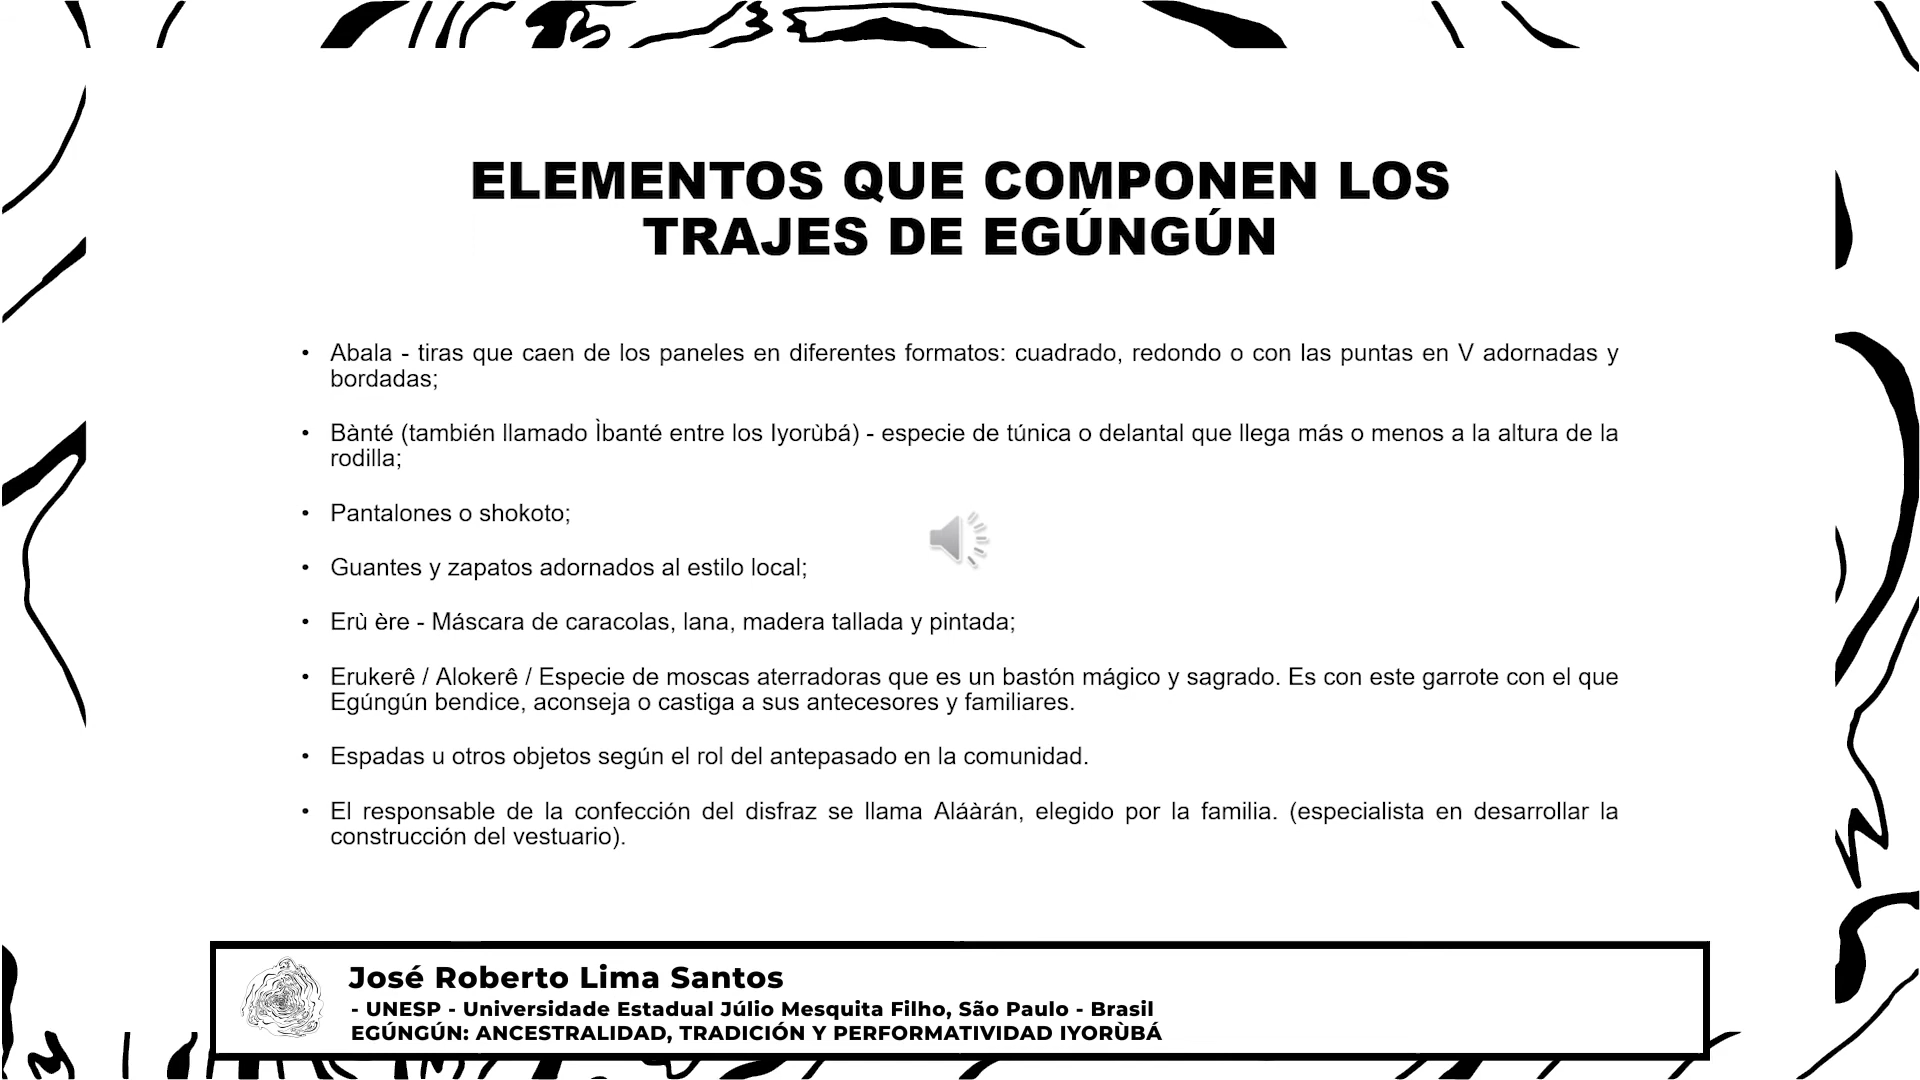 ELEMENTOS QUE COMPONEN LOS
TRAJES DE EGÚNGÚN
• Abala - tiras que caen de los paneles en diferentes formatos: cuadrado, redondo o con las puntas en V adornadas y
bordadas;
• Bànté (también llamado Ìbanté entre los Iyorùbá) - especie de túnica o delantal que llega más o menos a la altura de la
rodilla;
• Pantalones o shokoto;
• Guantes y zapatos adornados al estilo local;
• Erù ère - Máscara de caracolas, lana, madera tallada y pintada;
• Erukerê / Alokerê / Especie de moscas aterradoras que es un bastón mágico y sagrado. Es con este garrote con el que
Egúngún bendice, aconseja o castiga a sus antecesores y familiares.
• Espadas u otros objetos según el rol del antepasado en la comunidad.
• El responsable de la confección del disfraz se llama Aláàrán, elegido por la familia. (especialista en desarrollar la
construcción del vestuario).
José Roberto Lima Santos
- UNESP - Universidade Estadual Júlio Mesquita Filho, São Paulo - Brasil
EGÚNGÚN: ANCESTRALIDAD, TRADICIÓN Y PERFORMATIVIDAD IYORÙBÁ